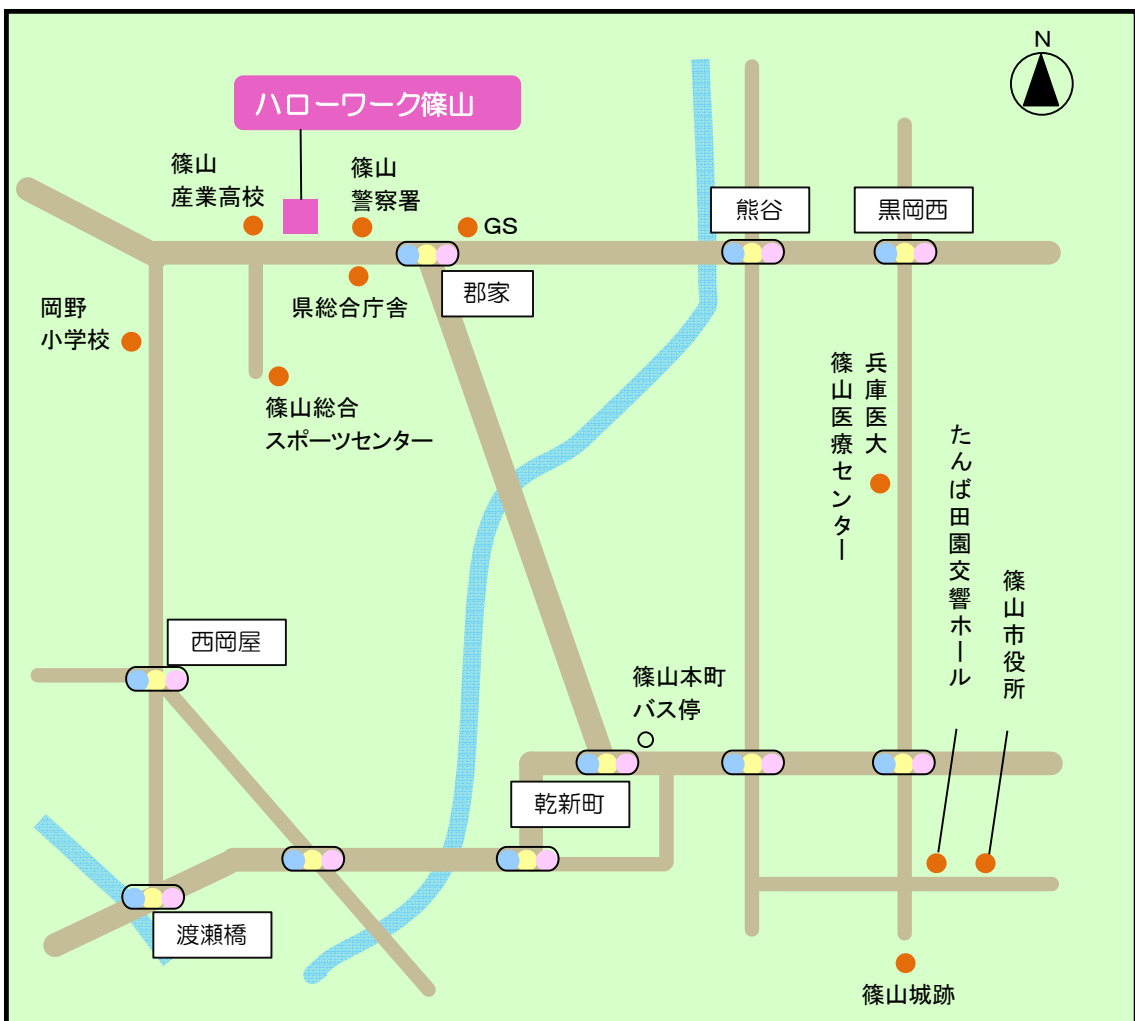 N
ハローワーク篠山
篠山
産業高校
篠山
警察署
GS
熊谷
黒岡西
郡家
県総合庁舎
岡野
小学校
篠山総合
スポーツセンター
兵庫医大
篠山医療センター
たんば田園交響ホール
篠山市役所
西岡屋
篠山本町
バス停
乾新町
渡瀬橋
篠山城跡